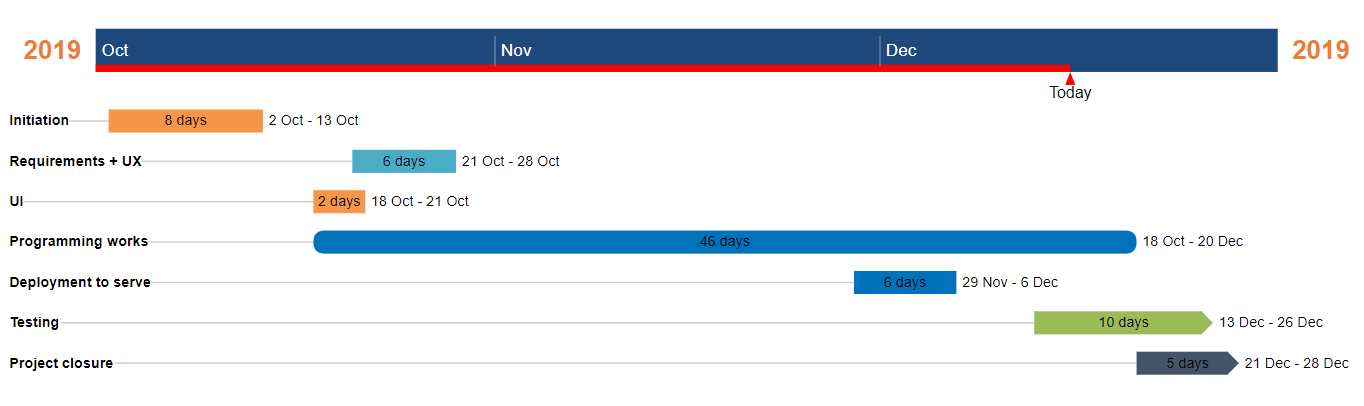 2019 Oct Nov Dec 2019
Today
Initiation 8 days 2 Oct - 13 Oct
Requirements + UX 6 days 21 Oct - 28 Oct
UI 2 days 18 Oct - 21 Oct
Programming works 46 days 18 Oct - 20 Dec
Deployment to serve 6 days 29 Nov - 6 Dec
Testing 10 days 13 Dec - 26 Dec
Project closure 5 days 21 Dec - 28 Dec